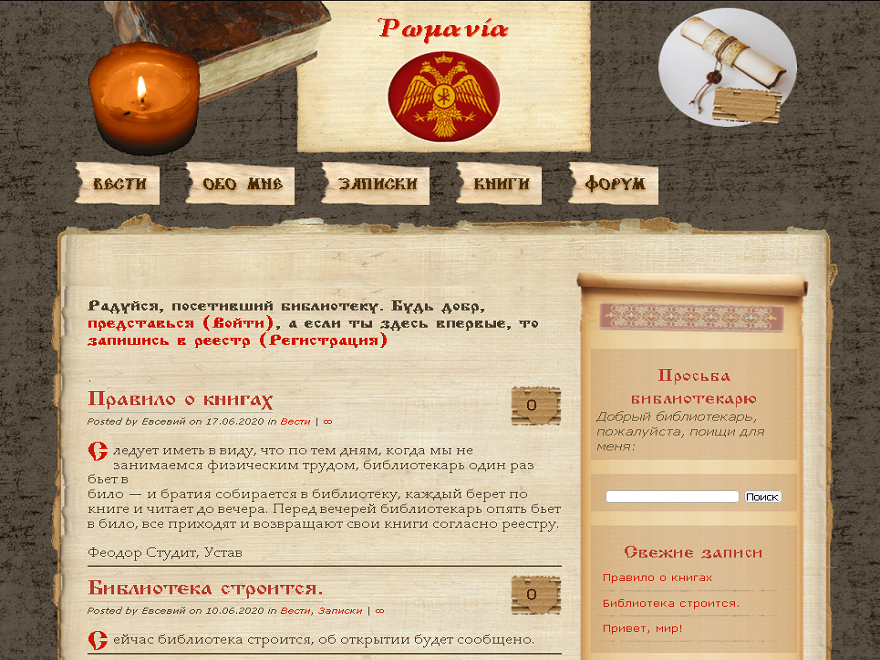 Ρωμανία
ВЕСТИ
ОБО МНЕ
ЗАПИСКИ
КНИГИ
ФОРУМ
Радуйся, посетивший библиотеку. Будь добр,
представься (Войти), а если ты здесь впервые, то
запишись в реестр (Регистрация)
.
Правило о книгах
0
Posted by Евсевий on 17.06.2020 in Вести | ∞
Следует иметь в виду, что по тем дням, когда мы не
занимаемся физическим трудом, библиотекарь один раз
бьет в
било — и братия собирается в библиотеку, каждый берет по
книге и читает до вечера. Перед вечерей библиотекарь опять бьет
в било, все приходят и возвращают свои книги согласно реестру.
Феодор Студит, Устав
Библиотека строится.
0
Posted by Евсевий on 10.06.2020 in Вести, Записки | ∞
Сейчас библиотека строится, об открытии будет сообщено.
Просьба
библиотекарю
Добрый библиотекарь,
пожалуйста, поищи для
меня:
Поиск
Свежие записи
Правило о книгах
Библиотека строится.
Привет, мир!